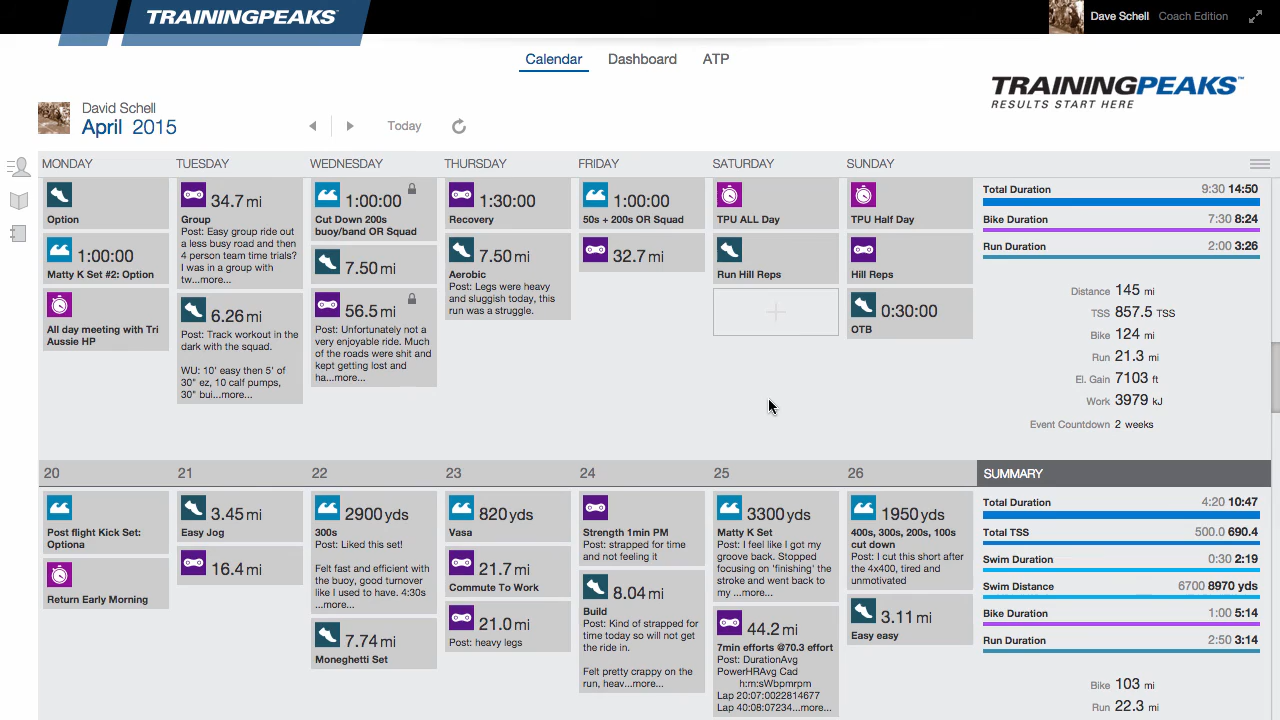 TRAININGPEAKS
Dave Schell Coach Edition
Calendar Dashboard ATP
TRAININGPEAKS
RESULTS START HERE
David Schell
April 2015
Today
MONDAY TUESDAY WEDNESDAY THURSDAY FRIDAY SATURDAY SUNDAY
Option
1:00:00
Matty K Set #2: Option
All day meeting with Tri
Aussie HP
34.7 mi
Group
Post: Easy group ride out
a less busy road and then
4 person team time trials?
I was in a group with
tw...more...
6.26 mi
Post: Track workout in the
dark with the squad.
WU: 10' easy then 5' of
30" ez, 10 calf pumps,
30" bui...more...
1:00:00
Cut Down 200s
buoy/band OR Squad
7.50 mi
56.5 mi
Post: Unfortunately not a
very enjoyable ride. Much
of the roads were shit and
kept getting lost and
ha...more...
1:30:00
Recovery
7.50 mi
Aerobic
Post: Legs were heavy
and sluggish today, this
run was a struggle.
1:00:00
50s + 200s OR Squad
32.7 mi
TPU ALL Day
Run Hill Reps
TPU Half Day
Hill Reps
0:30:00
OTB
Total Duration 9:30 14:50
Bike Duration 7:30 8:24
Run Duration 2:00 3:26
Distance 145 mi
TSS 857.5 TSS
Bike 124 mi
Run 21.3 mi
El. Gain 7103 ft
Work 3979 kJ
Event Countdown 2 weeks
20 21 22 23 24 25 26 SUMMARY
Post flight Kick Set:
Optiona
Return Early Morning
3.45 mi
Easy Jog
16.4 mi
2900 yds
300s
Post: Liked this set!
Felt fast and efficient with
the buoy, good turnover
like I used to have. 4:30s
...more...
7.74 mi
Moneghetti Set
820 yds
Vasa
21.7 mi
Commute To Work
21.0 mi
Post: heavy legs
Strength 1min PM
Post: strapped for time
and not feeling it
8.04 mi
Build
Post: Kind of strapped for
time today so will not get
the ride in.
Felt pretty crappy on the
run, heav...more...
3300 yds
Matty K Set
Post: I feel like I got my
groove back. Stopped
focusing on 'finishing' the
stroke and went back to
my ...more...
44.2 mi
7min efforts @70.3 effort
Post: DurationAvg
PowerHRAvg Cad
h:m:sWbpmrpm
Lap 20:07:0022814677
Lap 40:08:07234...more...
1950 yds
400s, 300s, 200s, 100s
cut down
Post: I cut this short after
the 4x400, tired and
unmotivated
3.11 mi
Easy easy
Total Duration 4:20 10:47
Total TSS 500.0 690.4
Swim Duration 0:30 2:19
Swim Distance 6700 8970 yds
Bike Duration 1:00 5:14
Run Duration 2:50 3:14
Bike 103 mi
Run 22.3 mi